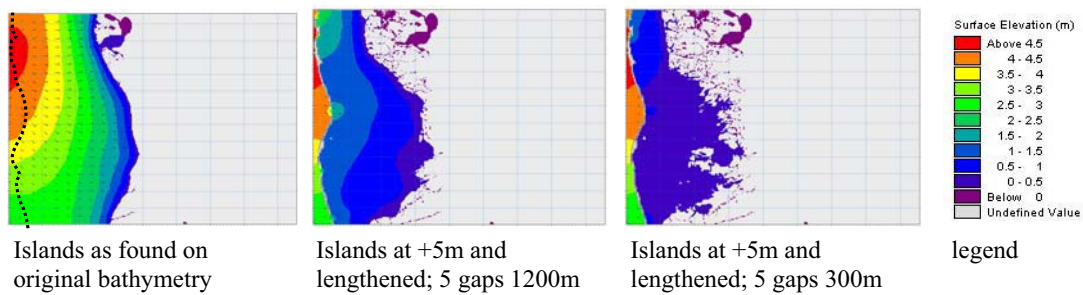 Surface Elevation (m)
Above 4.5
4 - 4.5
3.5 - 4
3 - 3.5
2.5 - 3
2 - 2.5
1.5 - 2
1 - 1.5
0.5 - 1
0 - 0.5
Below 0
Undefined Value
Islands as found on
original bathymetry
Islands at +5m and
lengthened; 5 gaps 1200m
Islands at +5m and
lengthened; 5 gaps 300m
legend